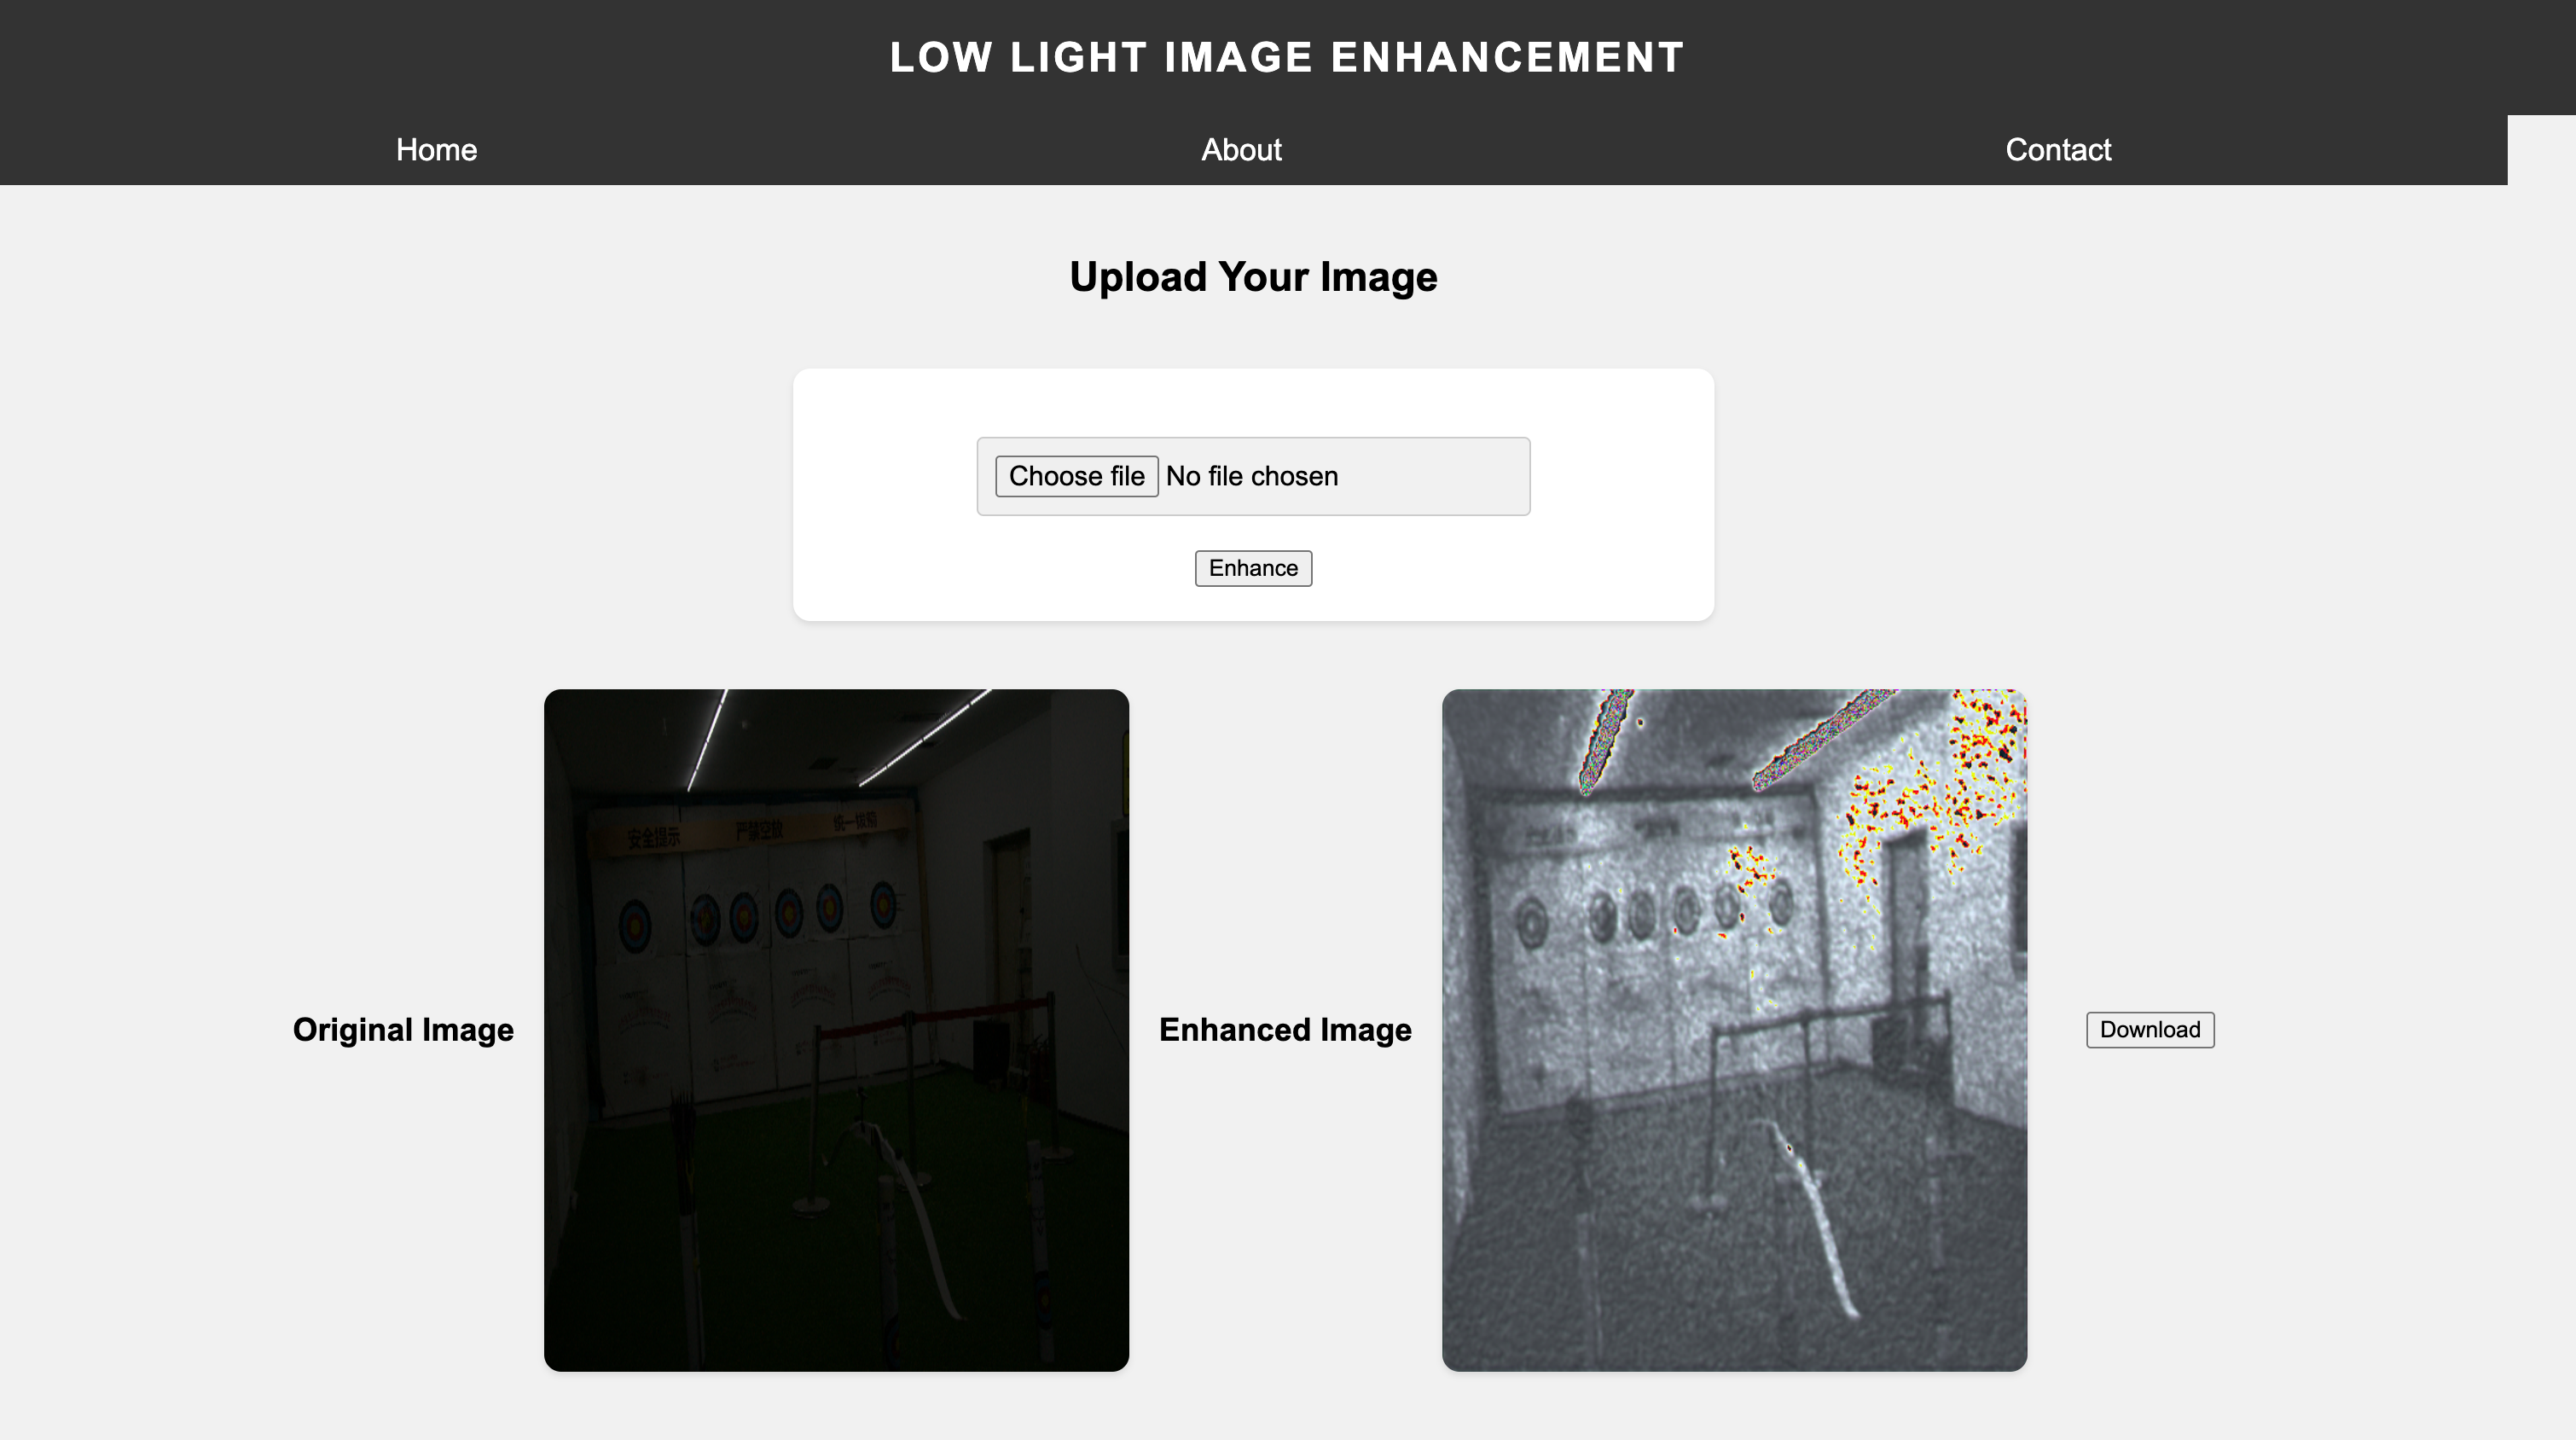 LOW LIGHT IMAGE ENHANCEMENT
Home About Contact
Upload Your Image
Choose file No file chosen
Enhance
安全提示 严禁空放 统一拔箭
Original Image
Enhanced Image
Download